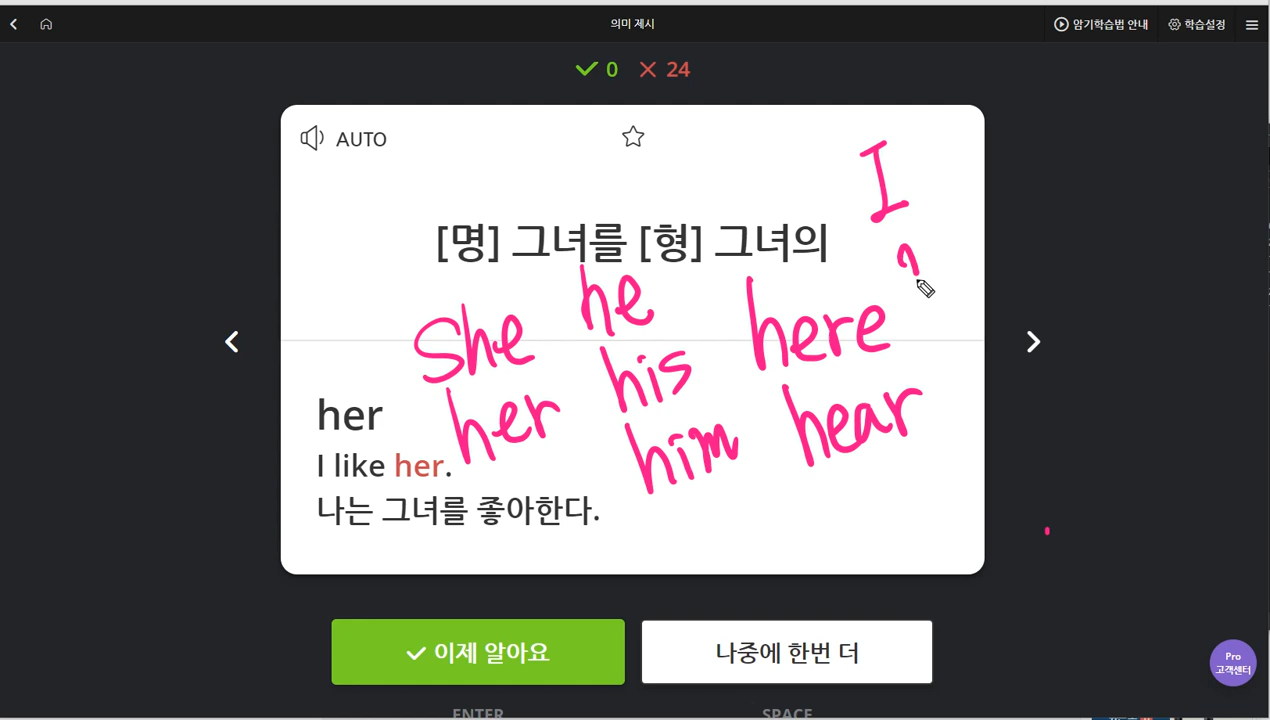 의미 제시
암기학습법 안내
학습설정
0 24
AUTO
[명] 그녀를 [형] 그녀의
I
She he here
her his hear
him
her
I like her.
나는 그녀를 좋아한다.
이제 알아요
나중에 한번 더
Pro
고객센터
ENTER
SPACE